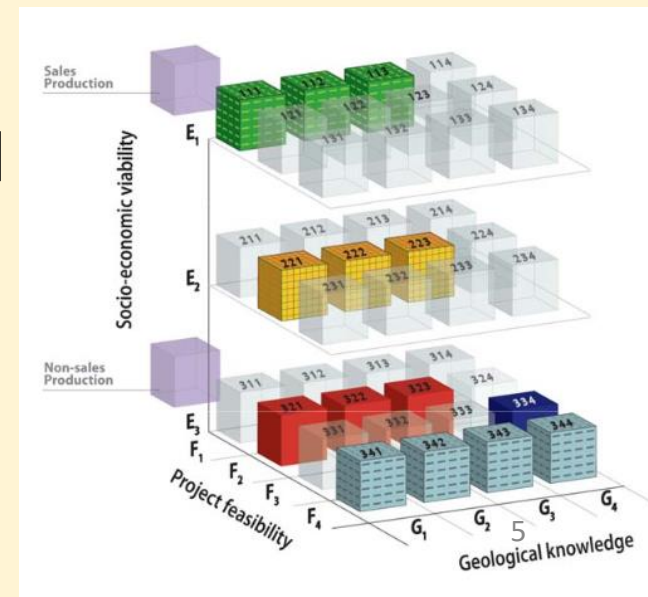 Sales
Production
Socio-economic viability
E1
111
112
113
114
121
122
123
124
131
132
133
134
E2
211
212
213
214
221
222
223
224
231
232
233
234
Non-sales
Production
E3
311
312
313
314
321
322
323
324
331
332
333
334
341
342
343
344
F1
F2
F3
F4
Project feasibility
G1
G2
G3
G4
5
Geological knowledge